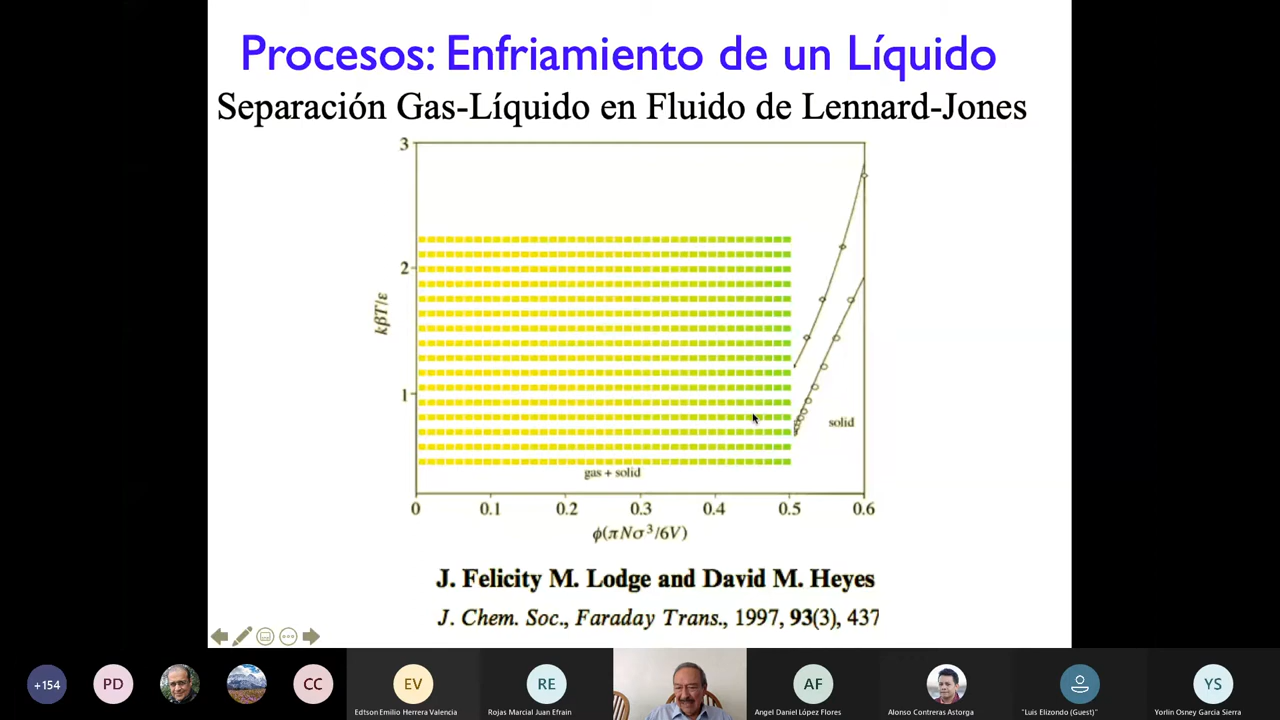 Procesos: Enfriamiento de un Líquido
Separación Gas-Líquido en Fluido de Lennard-Jones
3
2
1
kβT/ε
solid
gas + solid
0 0.1 0.2 0.3 0.4 0.5 0.6
ϕ(πNσ³/6V)
J. Felicity M. Lodge and David M. Heyes
J. Chem. Soc., Faraday Trans., 1997, 93(3), 437
+154
PD
CC
EV
RE
AF
YS
Edtson Emilio Herrera Valencia
Rojas Marcial Juan Efrain
Angel Daniel López Flores
Alonso Contreras Astorga
"Luis Elizondo (Guest)"
Yorlin Osney Garcia Sierra